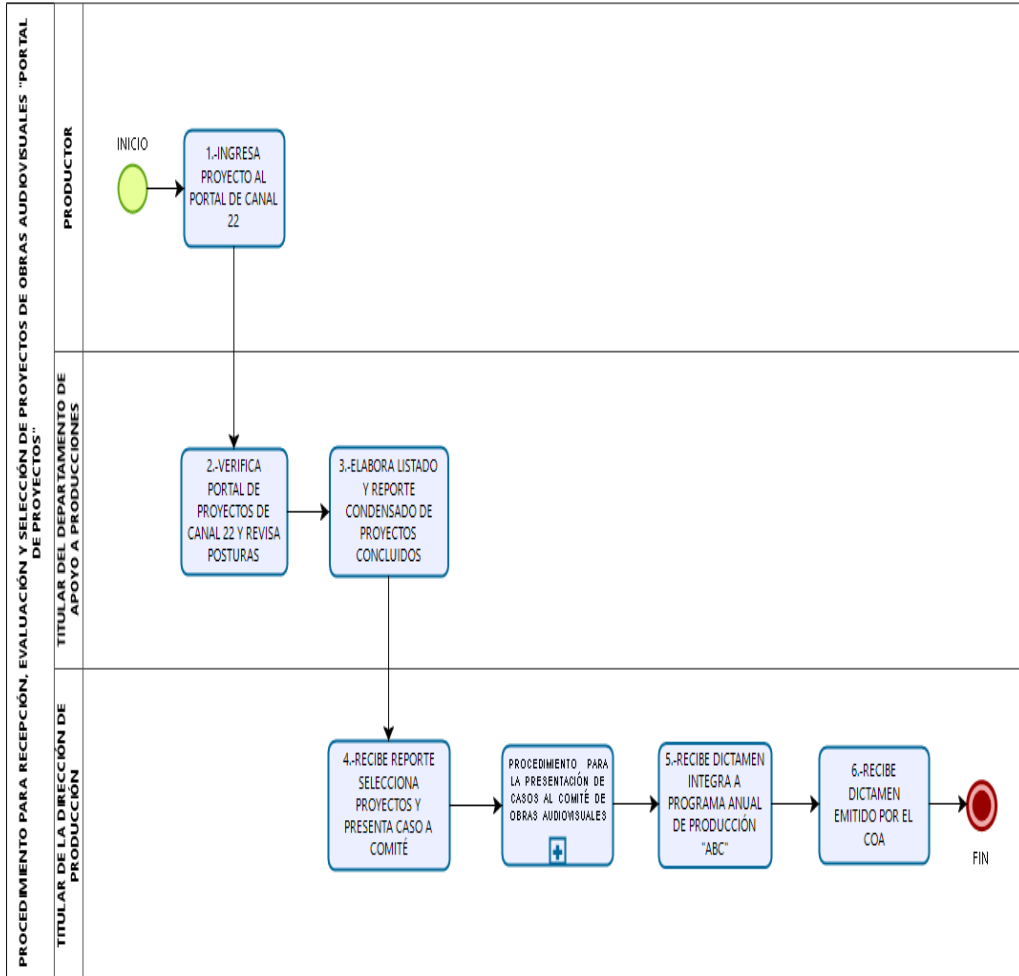 PROCEDIMIENTO PARA RECEPCIÓN, EVALUACIÓN Y SELECCIÓN DE PROYECTOS DE OBRAS AUDIOVISUALES "PORTAL
DE PROYECTOS"
PRODUCTOR
INICIO
1.-INGRESA
PROYECTO AL
PORTAL DE CANAL
22
TITULAR DEL DEPARTAMENTO DE
APOYO A PRODUCCIONES
2.-VERIFICA
PORTAL DE
PROYECTOS DE
CANAL 22 Y REVISA
POSTURAS
3.-ELABORA LISTADO
Y REPORTE
CONDENSADO DE
PROYECTOS
CONCLUIDOS
TITULAR DE LA DIRECCIÓN DE
PRODUCCIÓN
4.-RECIBE REPORTE
SELECCIONA
PROYECTOS Y
PRESENTA CASO A
COMITÉ
PROCEDIMIENTO PARA
LA PRESENTACIÓN DE
CASOS AL COMITÉ DE
OBRAS AUDIOVISUALES
5.-RECIBE DICTAMEN
INTEGRA A
PROGRAMA ANUAL
DE PRODUCCIÓN
"ABC"
6.-RECIBE
DICTAMEN
EMITIDO POR EL
COA
FIN